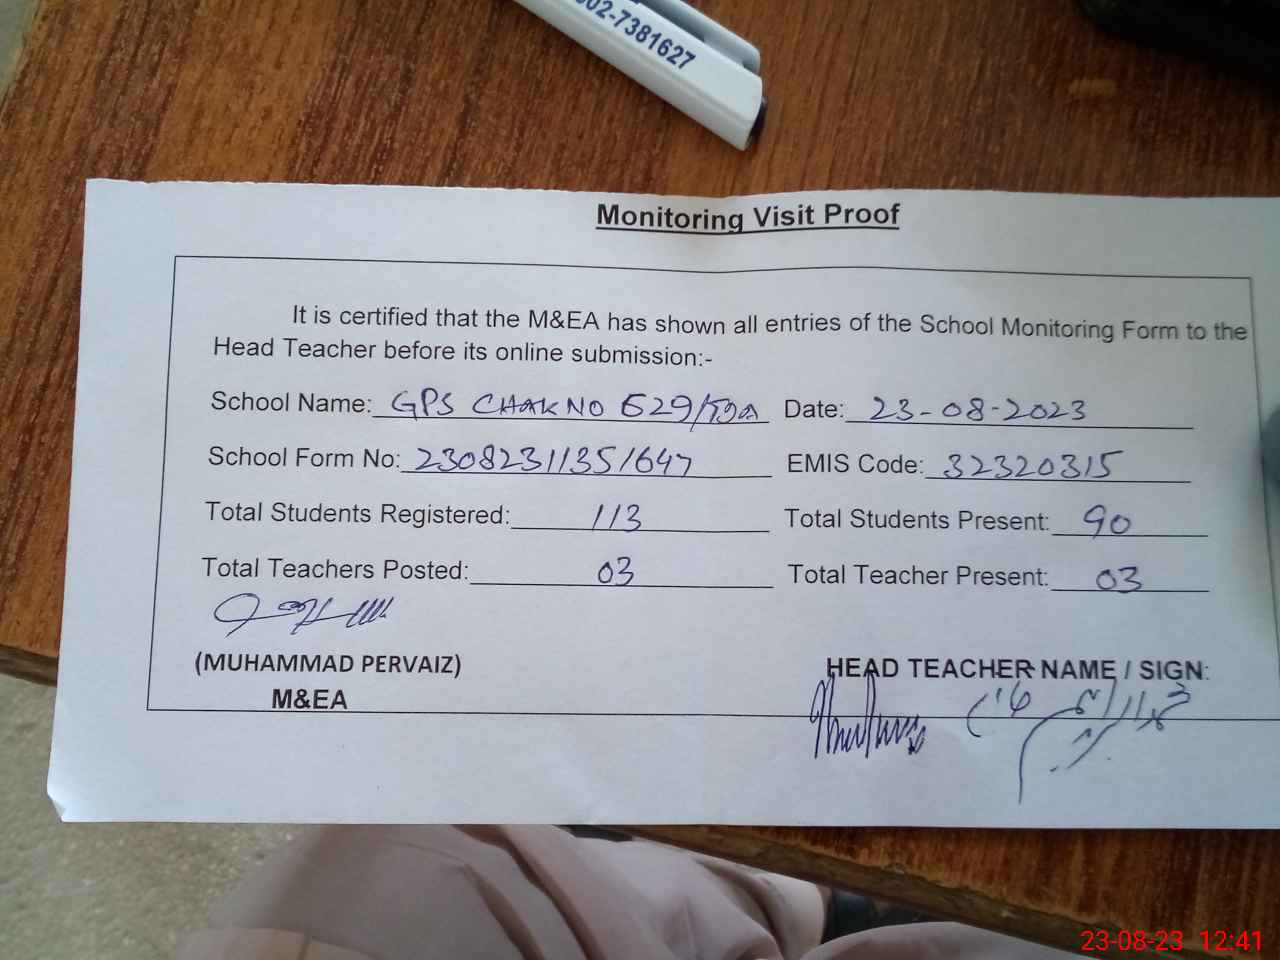 02-7381627
Monitoring Visit Proof
It is certified that the M&EA has shown all entries of the School Monitoring Form to the
Head Teacher before its online submission:-
School Name: GPS CHAK NO 629/TDA Date: 23-08-2023
School Form No: 23082311351647 EMIS Code: 32320315
Total Students Registered: 113 Total Students Present: 90
Total Teachers Posted: 03 Total Teacher Present: 03
(MUHAMMAD PERVAIZ) HEAD TEACHER NAME / SIGN:
M&EA
23-08-23 12:41